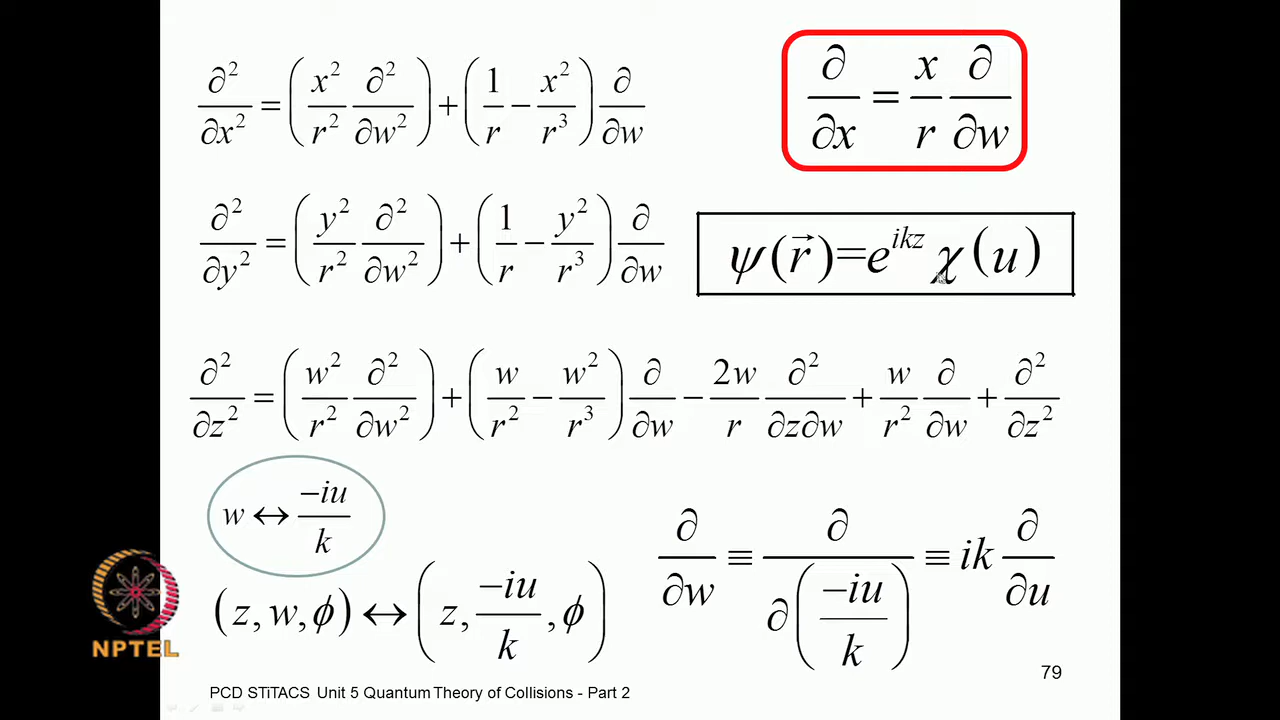 ∂²/∂x² = (x²/r² ∂²/∂w²) + (1/r − x²/r³) ∂/∂w
∂/∂x = x/r ∂/∂w
∂²/∂y² = (y²/r² ∂²/∂w²) + (1/r − y²/r³) ∂/∂w
ψ(r⃗)=e^{ikz} χ(u)
∂²/∂z² = (w²/r² ∂²/∂w²) + (w/r² − w²/r³) ∂/∂w − 2w/r ∂²/∂z∂w + w/r² ∂/∂w + ∂²/∂z²
w ↔ −iu/k
∂/∂w ≡ ∂/∂(−iu/k) ≡ ik ∂/∂u
(z, w, ϕ) ↔ (z, −iu/k, ϕ)
NPTEL
79
PCD STiTACS Unit 5 Quantum Theory of Collisions - Part 2